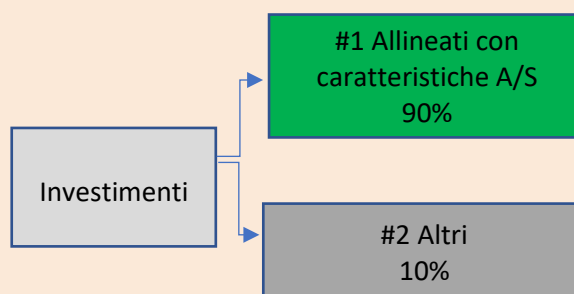 #1 Allineati con
caratteristiche A/S
90%
Investimenti
#2 Altri
10%